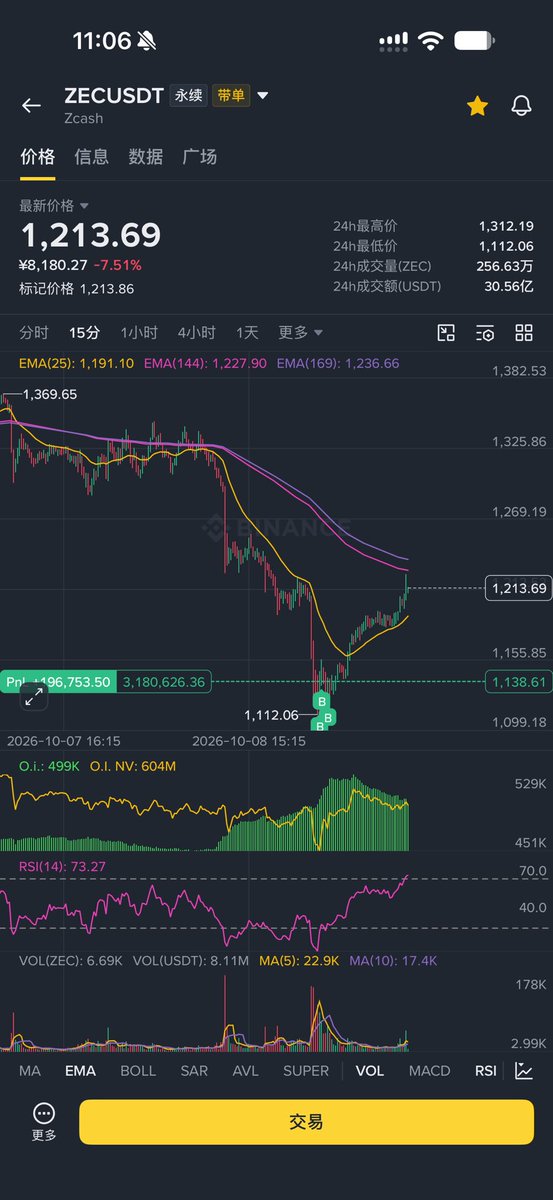 11:06
ZECUSDT 永续 带单
Zcash
价格 信息 数据 广场
最新价格
1,213.69
¥8,180.27 -7.51%
标记价格 1,213.86
24h最高价 1,312.19
24h最低价 1,112.06
24h成交量(ZEC) 256.63万
24h成交额(USDT) 30.56亿
分时 15分 1小时 4小时 1天 更多
EMA(25): 1,191.10 EMA(144): 1,227.90 EMA(169): 1,236.66
1,382.53
1,369.65
1,325.86
1,269.19
BINANCE
1,213.69
1,155.85
PnL +196,753.50 3,180,626.36 1,138.61
B
B
B
1,112.06
1,099.18
2026-10-07 16:15 2026-10-08 15:15
O.i.: 499K O.I. NV: 604M
529K
451K
RSI(14): 73.27
70.0
40.0
VOL(ZEC): 6.69K VOL(USDT): 8.11M MA(5): 22.9K MA(10): 17.4K
178K
2.99K
MA EMA BOLL SAR AVL SUPER VOL MACD RSI
更多
交易